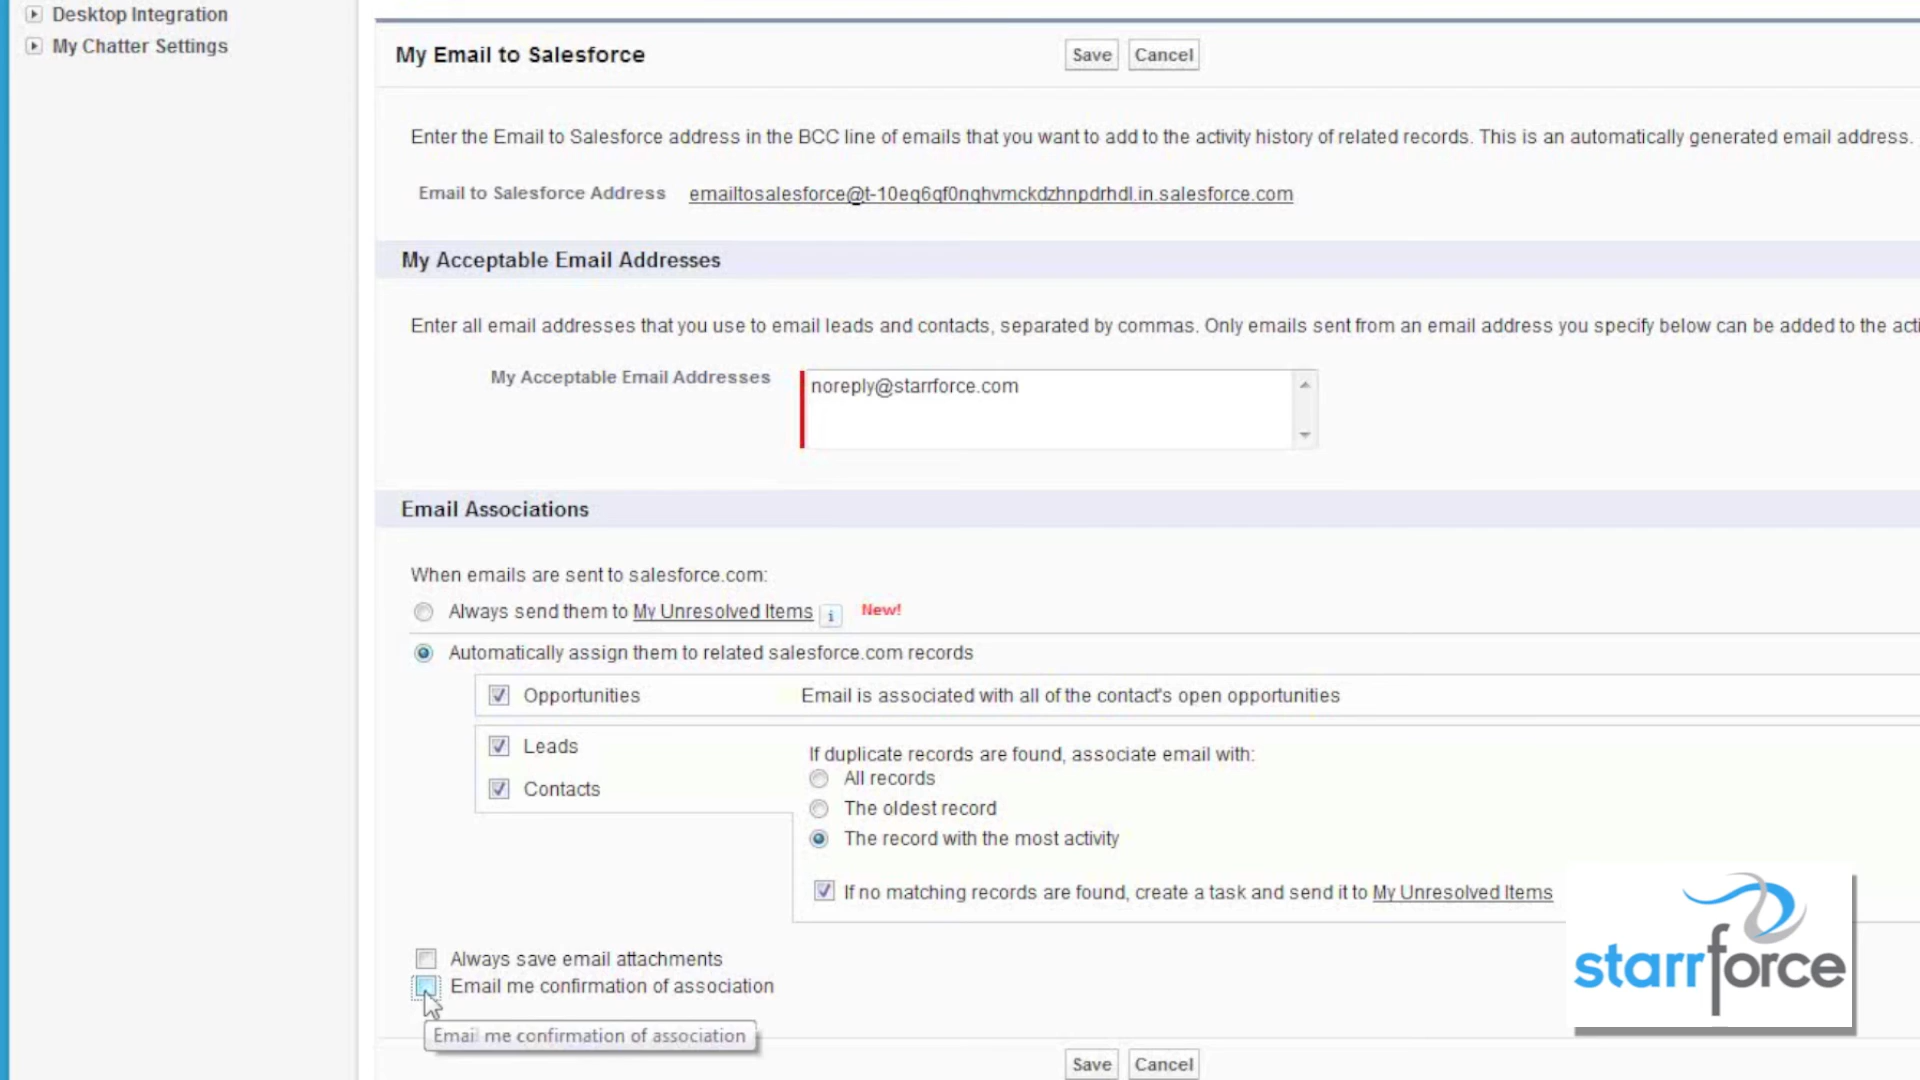 Desktop Integration
My Chatter Settings
My Email to Salesforce
Save
Cancel
Enter the Email to Salesforce address in the BCC line of emails that you want to add to the activity history of related records. This is an automatically generated email address.
Email to Salesforce Address emailtosalesforce@t-10eq6qf0nqhvmckdzhnpdrhdl.in.salesforce.com
My Acceptable Email Addresses
Enter all email addresses that you use to email leads and contacts, separated by commas. Only emails sent from an email address you specify below can be added to the acti
My Acceptable Email Addresses noreply@starrforce.com
Email Associations
When emails are sent to salesforce.com:
Always send them to My Unresolved Items i New!
Automatically assign them to related salesforce.com records
Opportunities Email is associated with all of the contact's open opportunities
Leads
Contacts
If duplicate records are found, associate email with:
All records
The oldest record
The record with the most activity
If no matching records are found, create a task and send it to My Unresolved Items
Always save email attachments
Email me confirmation of association
Email me confirmation of association
Save
Cancel
starrforce